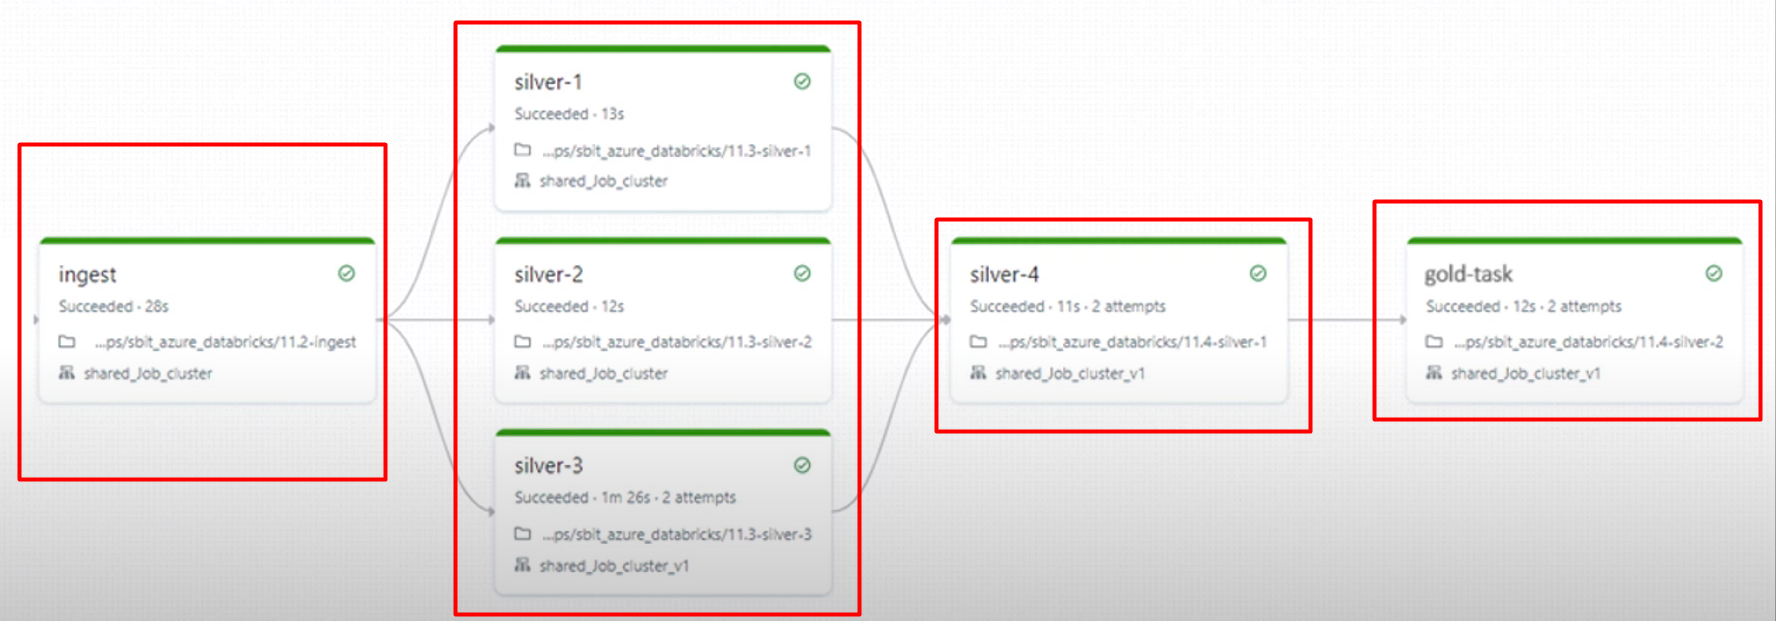 ingest
Succeeded · 28s
...ps/sbit_azure_databricks/11.2-ingest
shared_Job_cluster
silver-1
Succeeded · 13s
...ps/sbit_azure_databricks/11.3-silver-1
shared_Job_cluster
silver-2
Succeeded · 12s
...ps/sbit_azure_databricks/11.3-silver-2
shared_Job_cluster
silver-3
Succeeded · 1m 26s · 2 attempts
...ps/sbit_azure_databricks/11.3-silver-3
shared_Job_cluster_v1
silver-4
Succeeded · 11s · 2 attempts
...ps/sbit_azure_databricks/11.4-silver-1
shared_Job_cluster_v1
gold-task
Succeeded · 12s · 2 attempts
...ps/sbit_azure_databricks/11.4-silver-2
shared_Job_cluster_v1